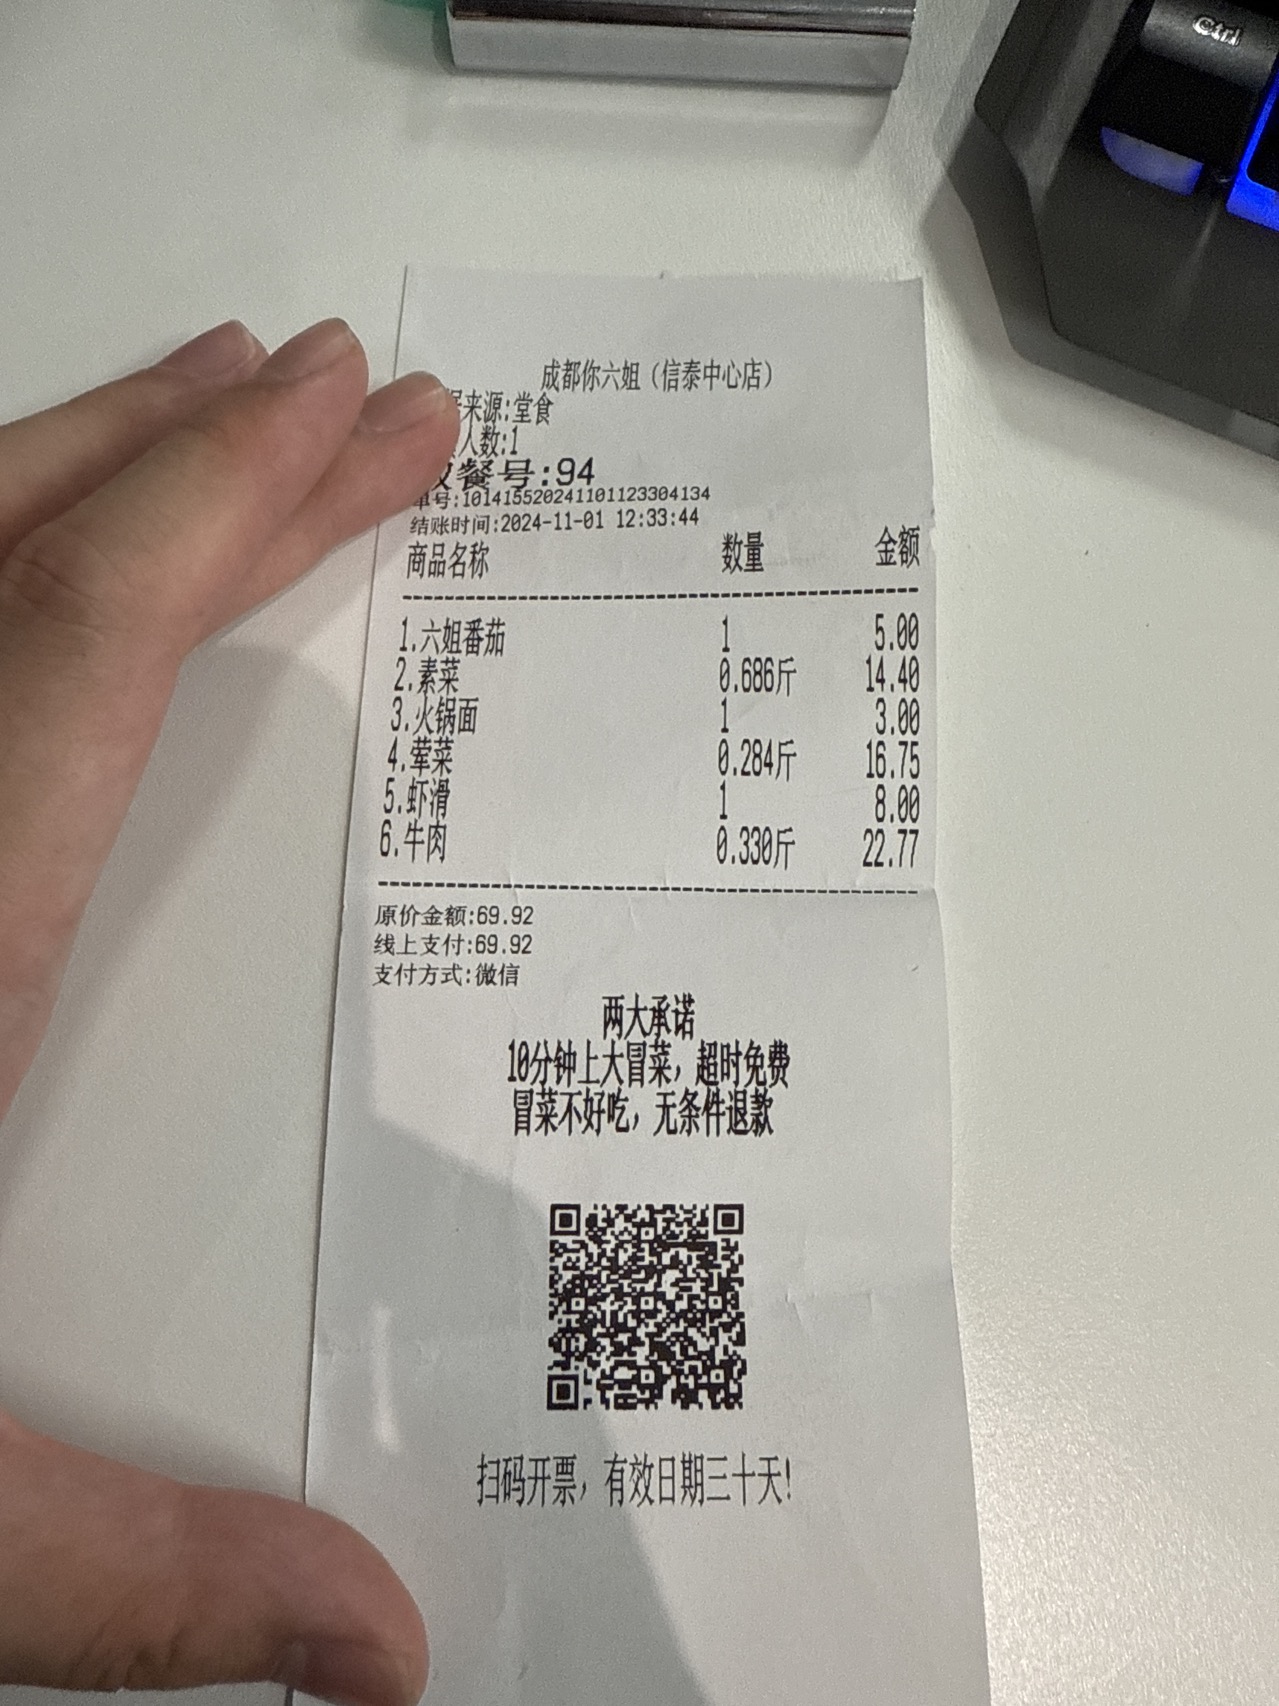 Ctrl
成都你六姐（信泰中心店）
来源:堂食
人数:1
餐号:94
单号:10141552024110112330​4134
结账时间:2024-11-01 12:33:44
商品名称 数量 金额
1.六姐番茄 1 5.00
2.素菜 0.686斤 14.40
3.火锅面 1 3.00
4.荤菜 0.284斤 16.75
5.虾滑 1 8.00
6.牛肉 0.330斤 22.77
原价金额:69.92
线上支付:69.92
支付方式:微信
两大承诺
10分钟上大冒菜，超时免费
冒菜不好吃，无条件退款
扫码开票，有效日期三十天!